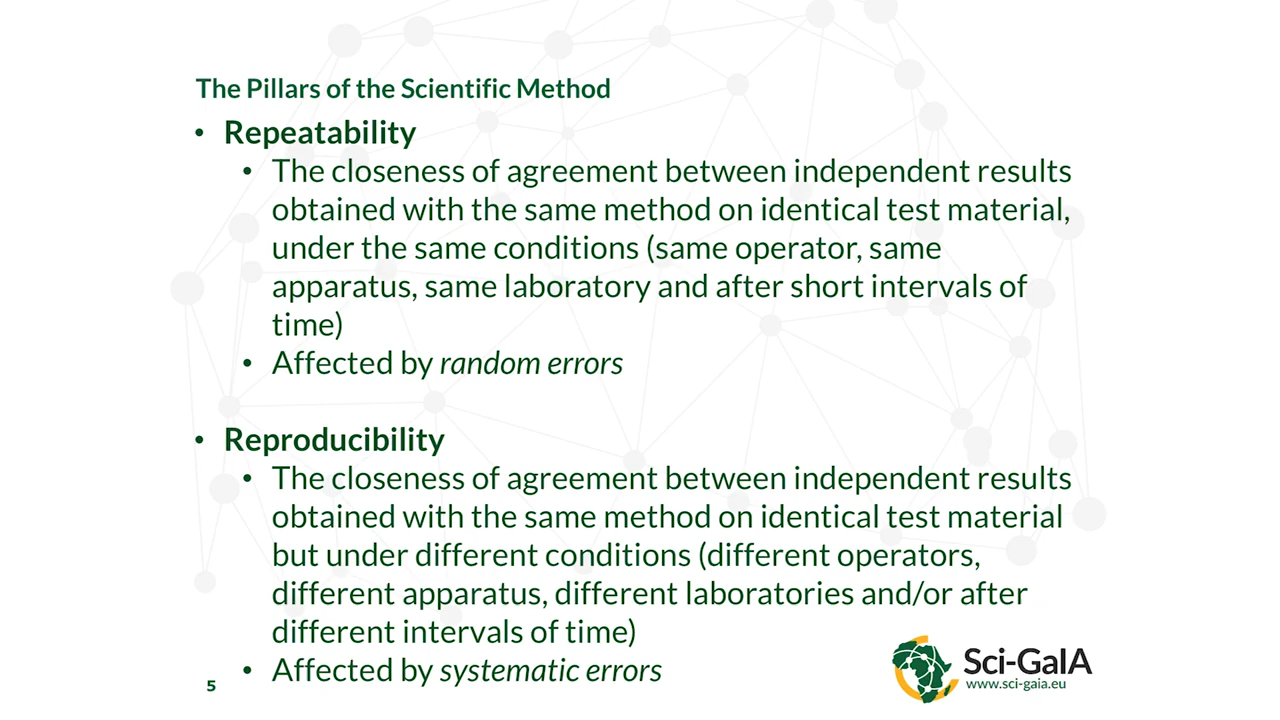 The Pillars of the Scientific Method
• Repeatability
• The closeness of agreement between independent results
obtained with the same method on identical test material,
under the same conditions (same operator, same
apparatus, same laboratory and after short intervals of
time)
• Affected by random errors
• Reproducibility
• The closeness of agreement between independent results
obtained with the same method on identical test material
but under different conditions (different operators,
different apparatus, different laboratories and/or after
different intervals of time)
• Affected by systematic errors
5
Sci-GaIA
www.sci-gaia.eu